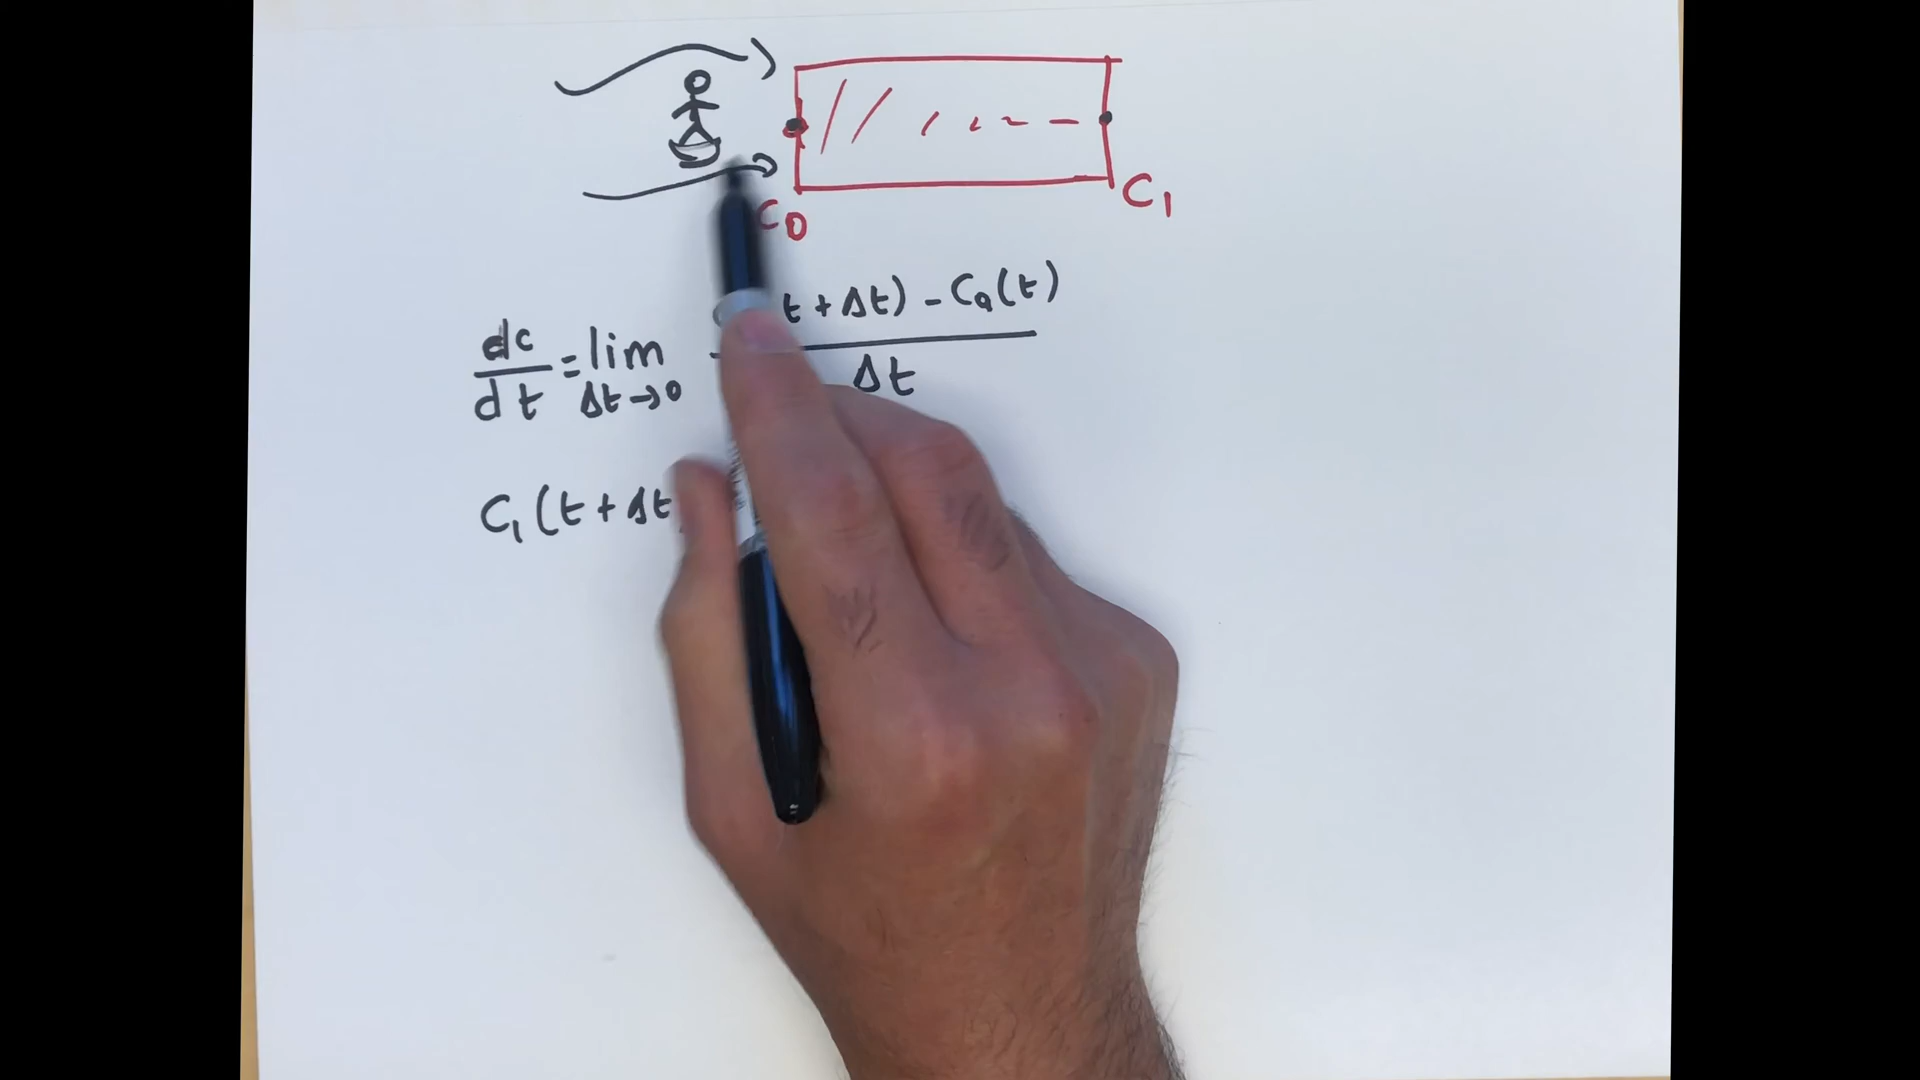 C0
C1
t + Δt) - C0(t)
dc = lim
dt Δt→0 Δt
C1(t + Δt